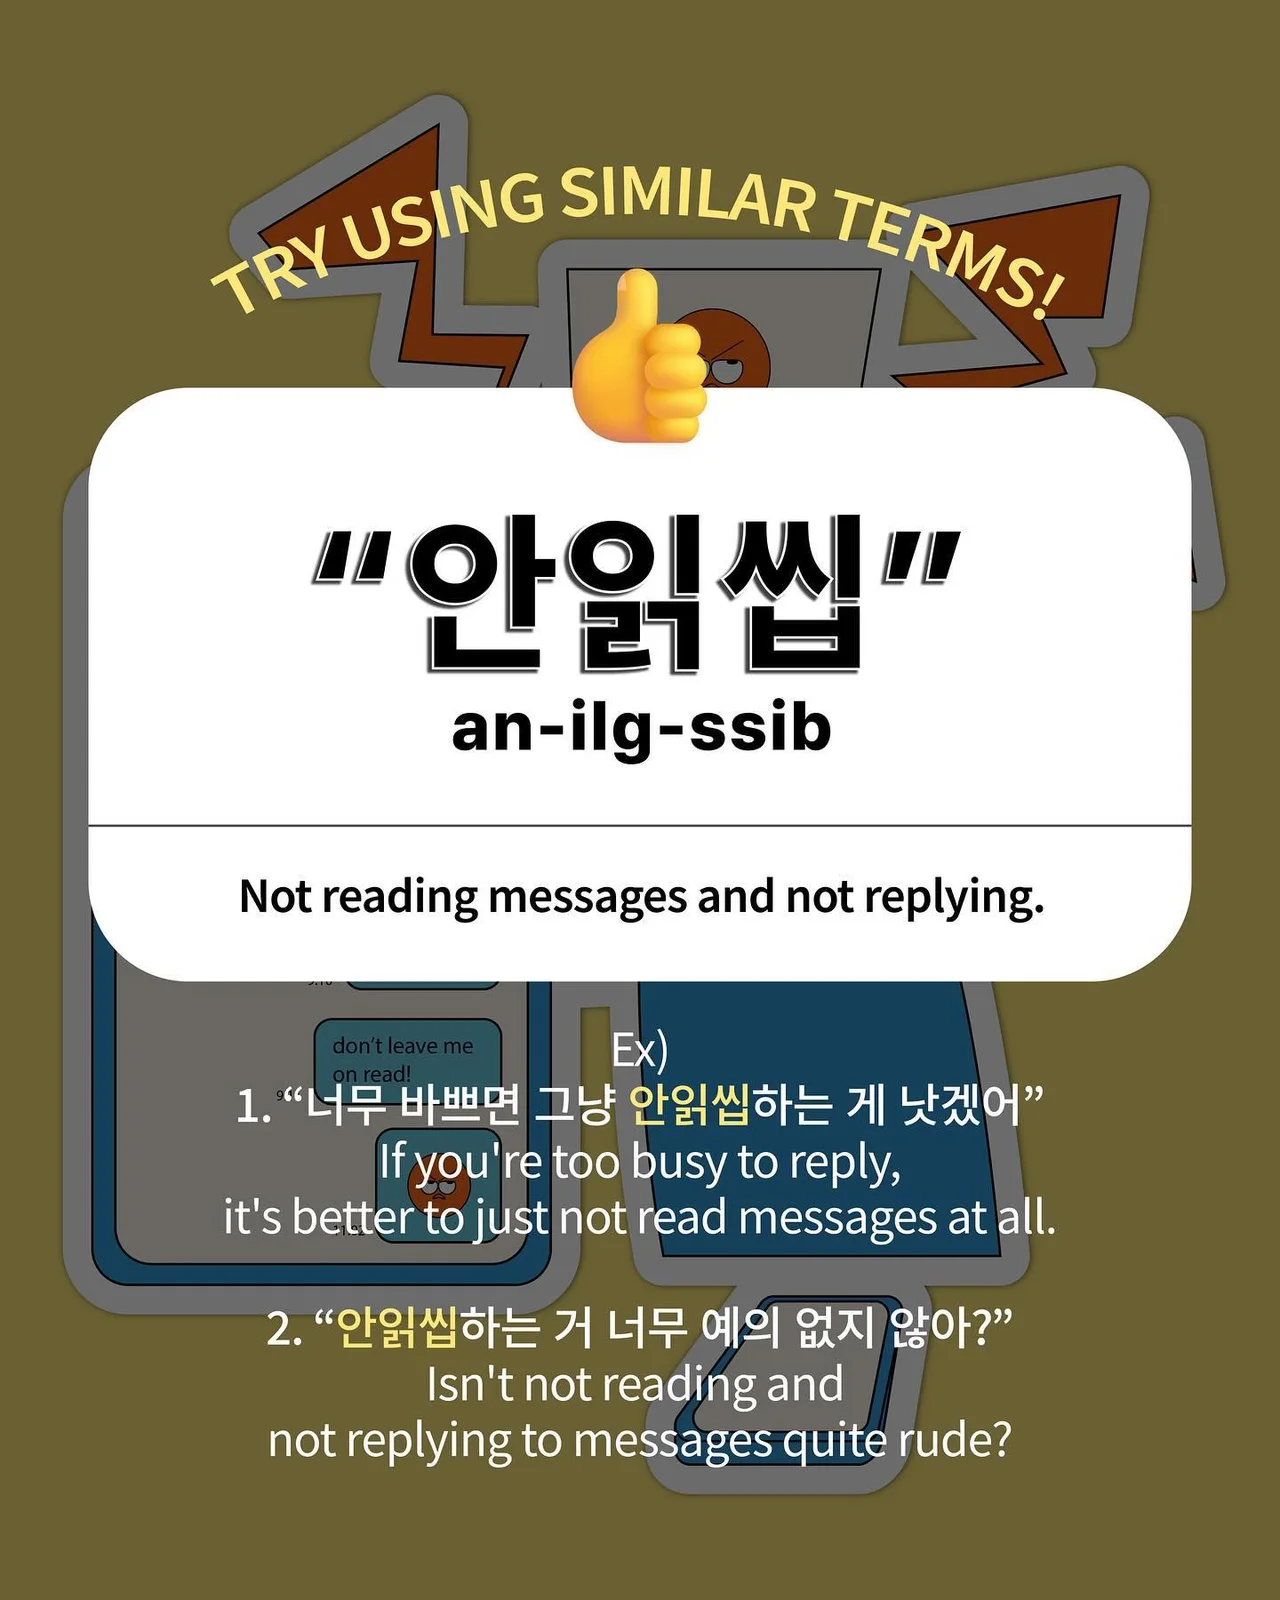 TRY USING SIMILAR TERMS!
“안읽씹”
an-ilg-ssib
Not reading messages and not replying.
don't leave me
on read!
Ex)
1. “너무 바쁘면 그냥 안읽씹하는 게 낫겠어”
If you're too busy to reply,
it's better to just not read messages at all.
2. “안읽씹하는 거 너무 예의 없지 않아?”
Isn't not reading and
not replying to messages quite rude?